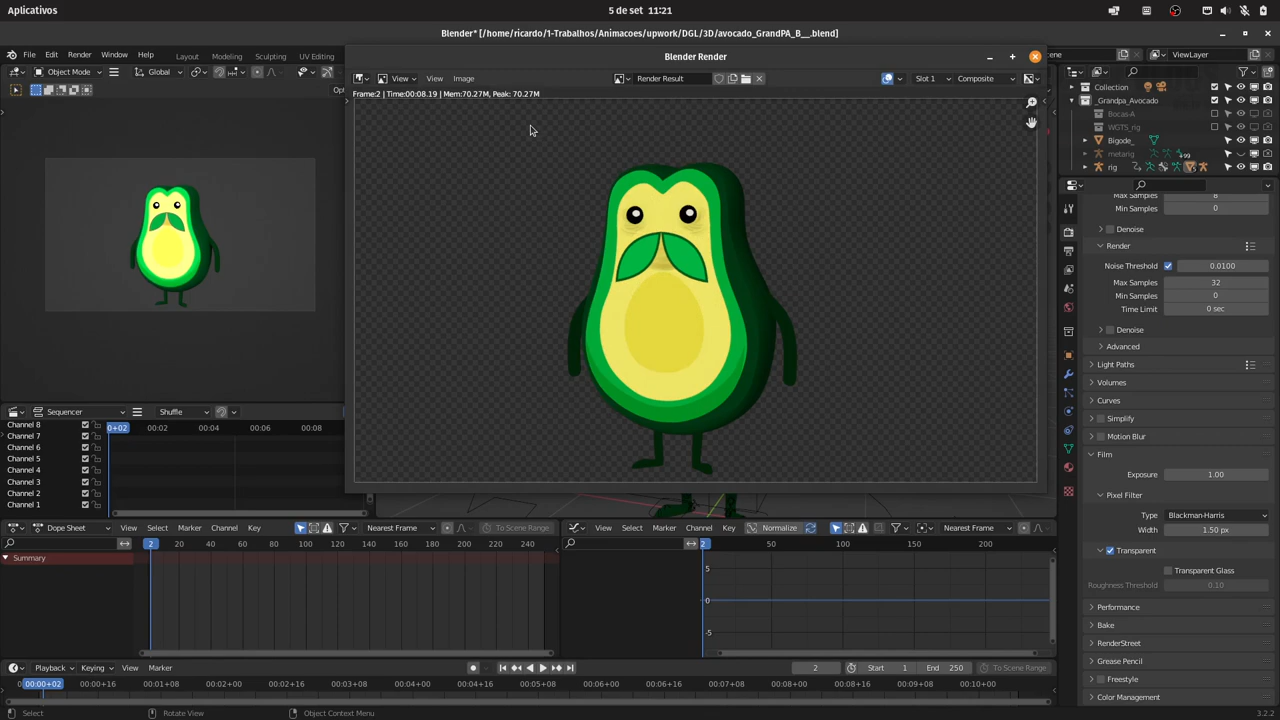 Aplicativos
5 de set 11:21
Blender* [/home/ricardo/1-Trabalhos/Animacoes/upwork/DGL/3D/avocado_GrandPA_B__.blend]
File Edit Render Window Help Layout Modeling Sculpting UV Editing
Blender Render
ViewLayer
Object Mode Global
View View Image Render Result Slot 1 Composite
Frame:2 | Time:00:08.19 | Mem:70.27M, Peak: 70.27M
Collection
_Grandpa_Avocado
Bocas-A
WGTS_rig
Bigode_
metarig
99
rig
Max Samples 8
Min Samples 0
Denoise
Render
Noise Threshold 0.0100
Max Samples 32
Min Samples 0
Time Limit 0 sec
Denoise
Advanced
Light Paths
Volumes
Curves
Simplify
Motion Blur
Film
Exposure 1.00
Pixel Filter
Type Blackman-Harris
Width 1.50 px
Transparent
Transparent Glass
Roughness Threshold 0.10
Performance
Bake
RenderStreet
Grease Pencil
Freestyle
Color Management
Sequencer Shuffle
0+02 00:02 00:04 00:06 00:08
Channel 8
Channel 7
Channel 6
Channel 5
Channel 4
Channel 3
Channel 2
Channel 1
Dope Sheet View Select Marker Channel Key Nearest Frame To Scene Range
2 20 40 60 80 100 120 140 160 180 200 220 240
Summary
View Select Marker Channel Key Normalize Nearest Frame
2 50 100 150 200
5
0
-5
Playback Keying View Marker 2 Start 1 End 250 To Scene Range
00:00+02 00:00+16 00:01+08 00:02+00 00:02+16 00:03+08 00:04+00 00:04+16 00:05+08 00:06+00 00:06+16 00:07+08 00:08+00 00:08+16 00:09+08 00:10+00
Select Rotate View Object Context Menu 3.2.2